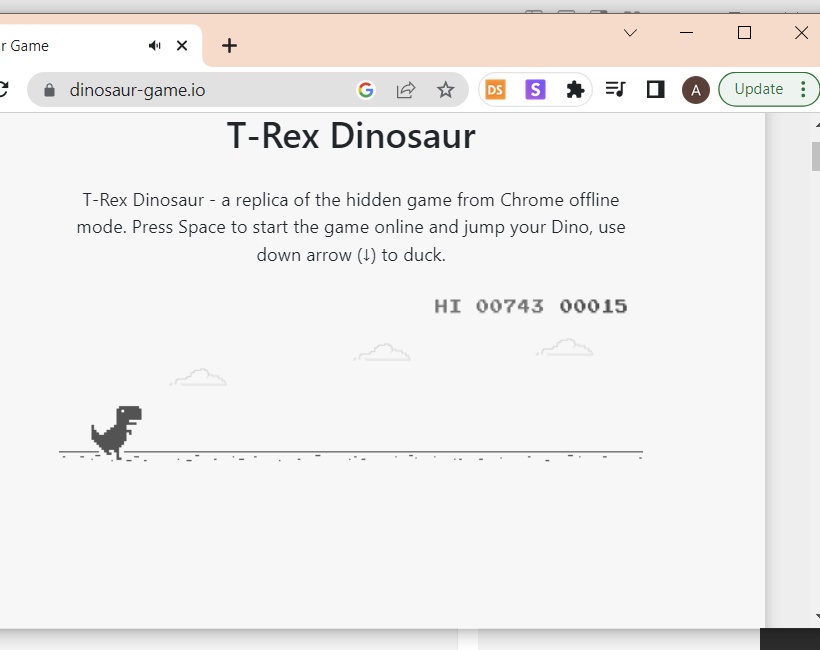 r Game
dinosaur-game.io
G
DS
S
A
Update
T-Rex Dinosaur
T-Rex Dinosaur - a replica of the hidden game from Chrome offline
mode. Press Space to start the game online and jump your Dino, use
down arrow (↓) to duck.
HI 00743 00015